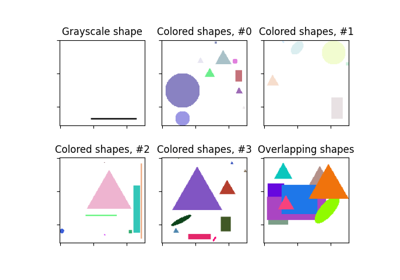 Grayscale shape
Colored shapes, #0
Colored shapes, #1
Colored shapes, #2
Colored shapes, #3
Overlapping shapes